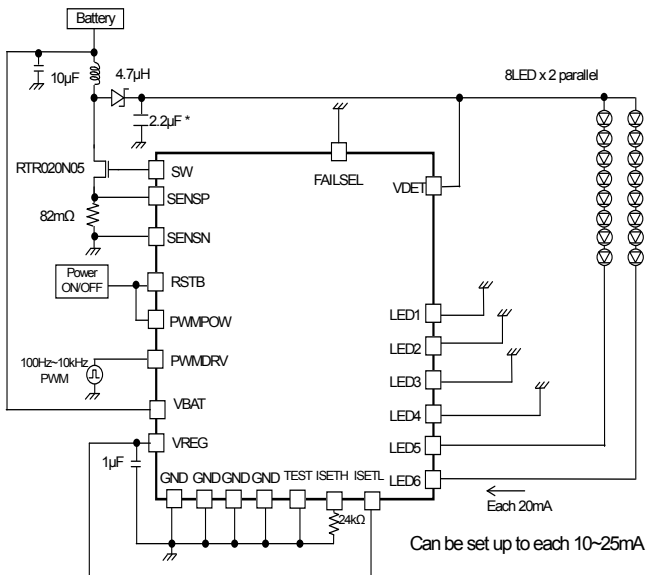 Battery
10µF
4.7µH
8LED x 2 parallel
2.2µF *
RTR020N05
SW
FAILSEL
VDET
SENSP
82mΩ
SENSN
Power
ON/OFF
RSTB
PWMPOW
LED1
LED2
100Hz~10kHz
PWM
PWMDRV
LED3
LED4
VBAT
LED5
VREG
1µF
GND GND GND GND TEST ISETH ISETL
LED6
24kΩ
Each 20mA
Can be set up to each 10~25mA